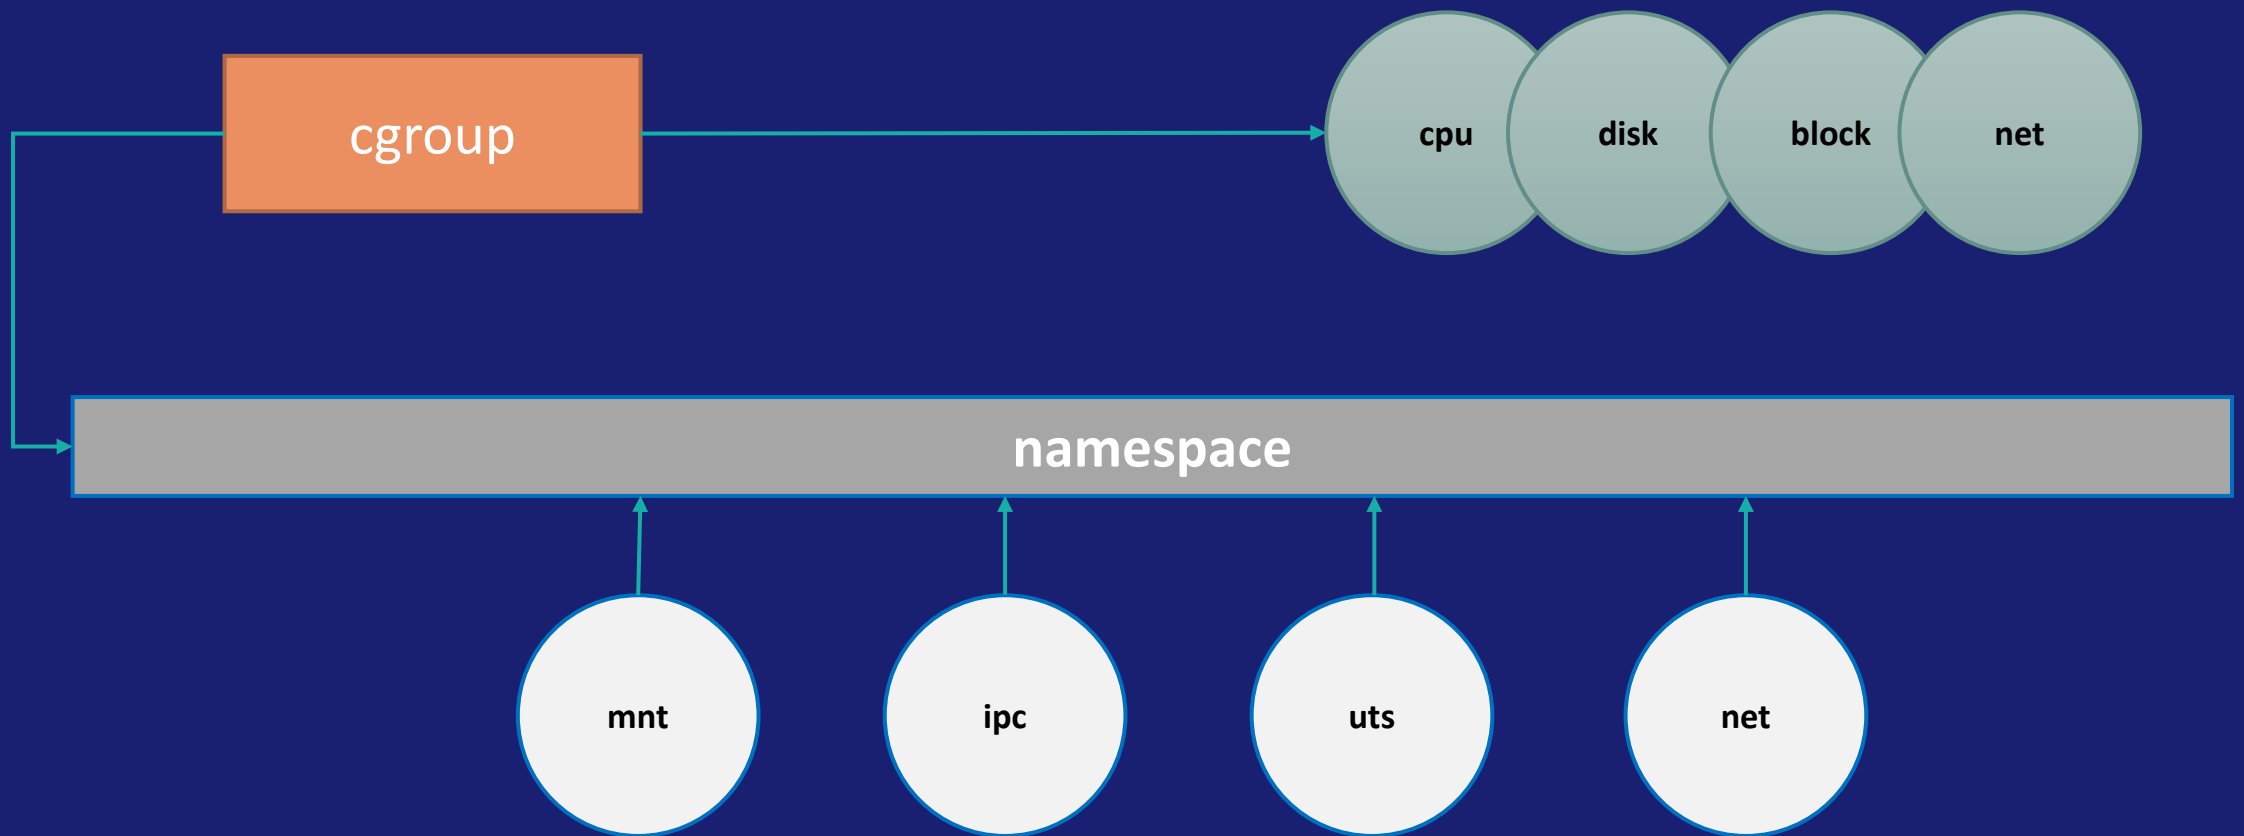 cgroup
cpu
disk
block
net
namespace
mnt
ipc
uts
net